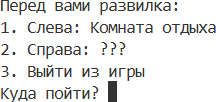 Перед вами развилка:
1. Слева: Комната отдыха
2. Справа: ???
3. Выйти из игры
Куда пойти?